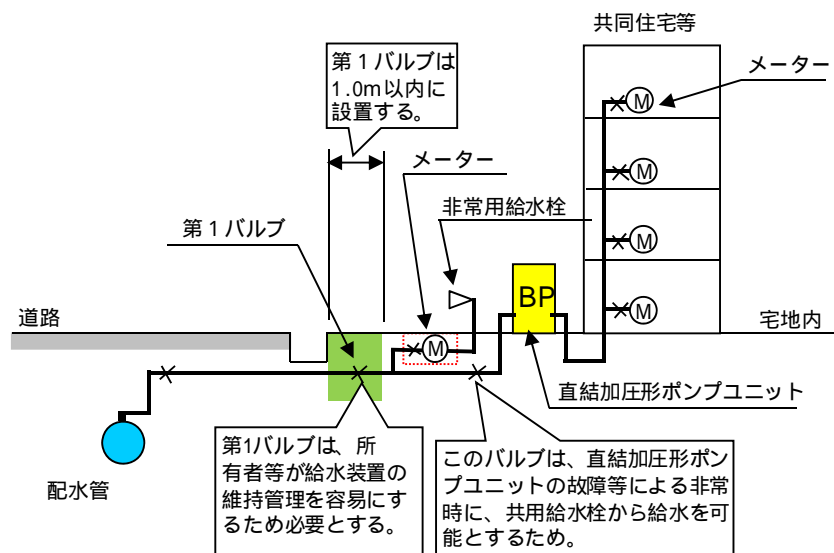 共同住宅等
第１バルブは
1.0m以内に
設置する。
メーター
メーター
M
非常用給水栓
M
第１バルブ
M
BP
道路
M
宅地内
M
直結加圧形ポンプユニット
配水管
第1バルブは、所
有者等が給水装置の
維持管理を容易にす
るため必要とする。
このバルブは、直結加圧形ポン
プユニットの故障等による非常
時に、共用給水栓から給水を可
能とするため。